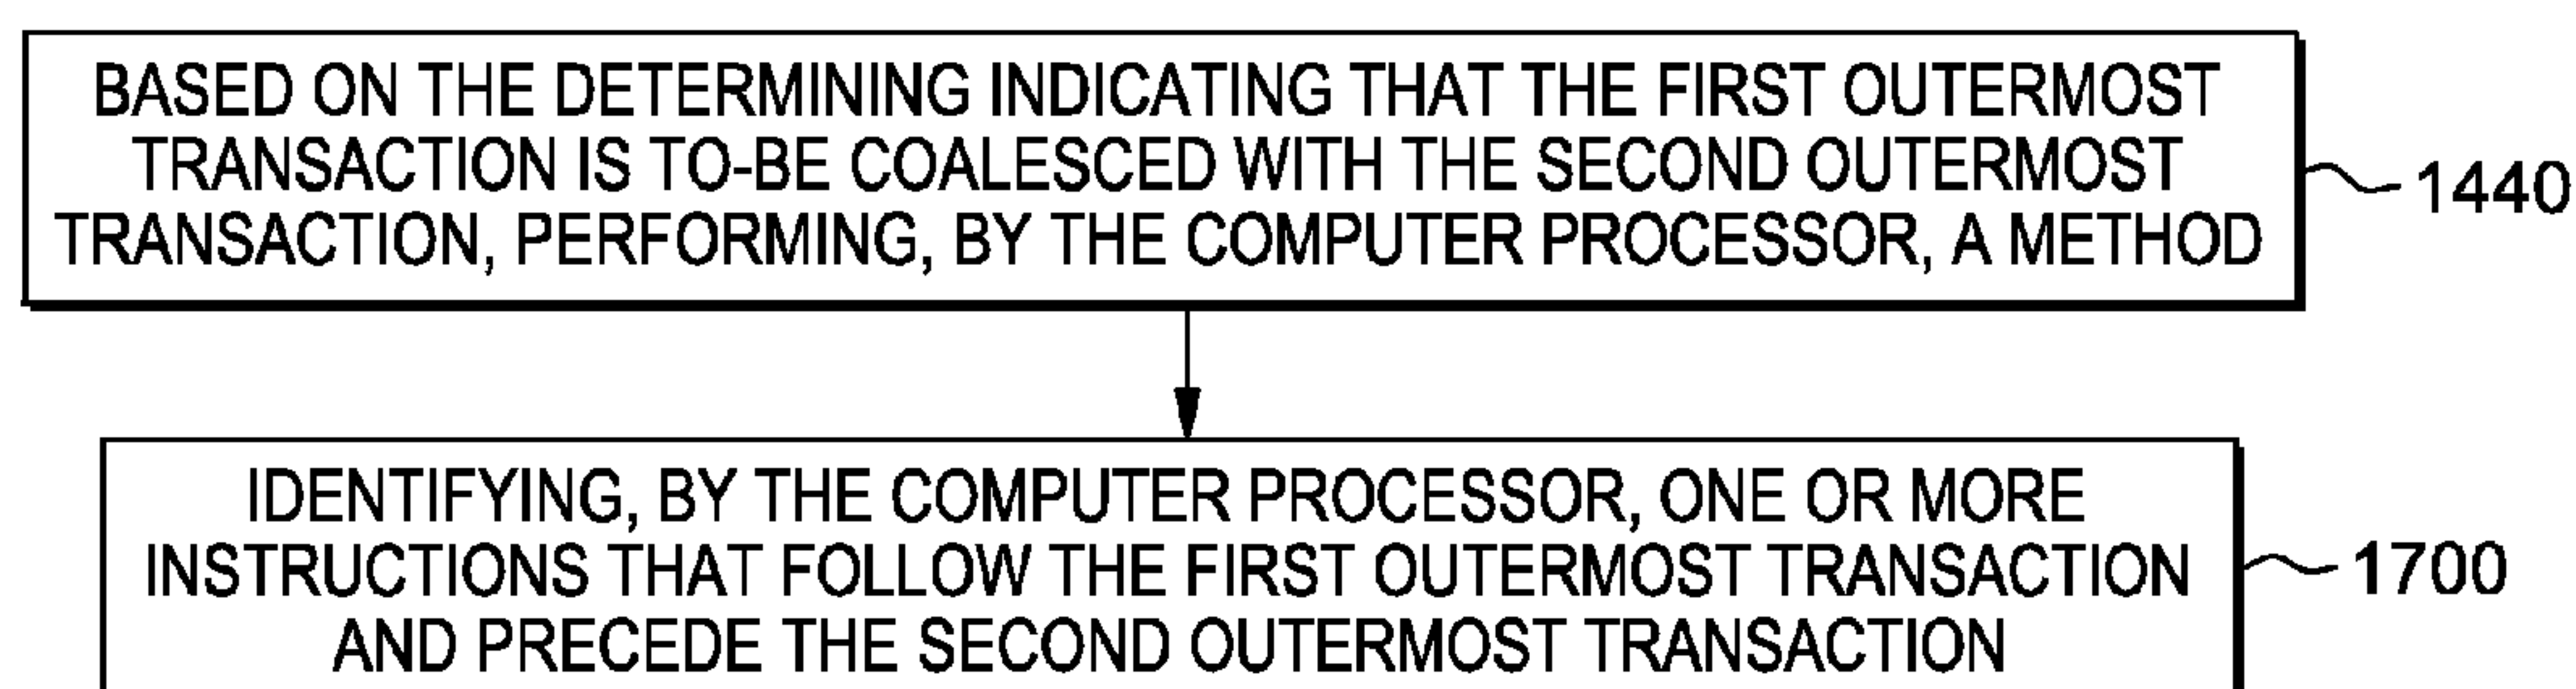 BASED ON THE DETERMINING INDICATING THAT THE FIRST OUTERMOST
TRANSACTION IS TO-BE COALESCED WITH THE SECOND OUTERMOST
TRANSACTION, PERFORMING, BY THE COMPUTER PROCESSOR, A METHOD
1440
IDENTIFYING, BY THE COMPUTER PROCESSOR, ONE OR MORE
INSTRUCTIONS THAT FOLLOW THE FIRST OUTERMOST TRANSACTION
AND PRECEDE THE SECOND OUTERMOST TRANSACTION
1700